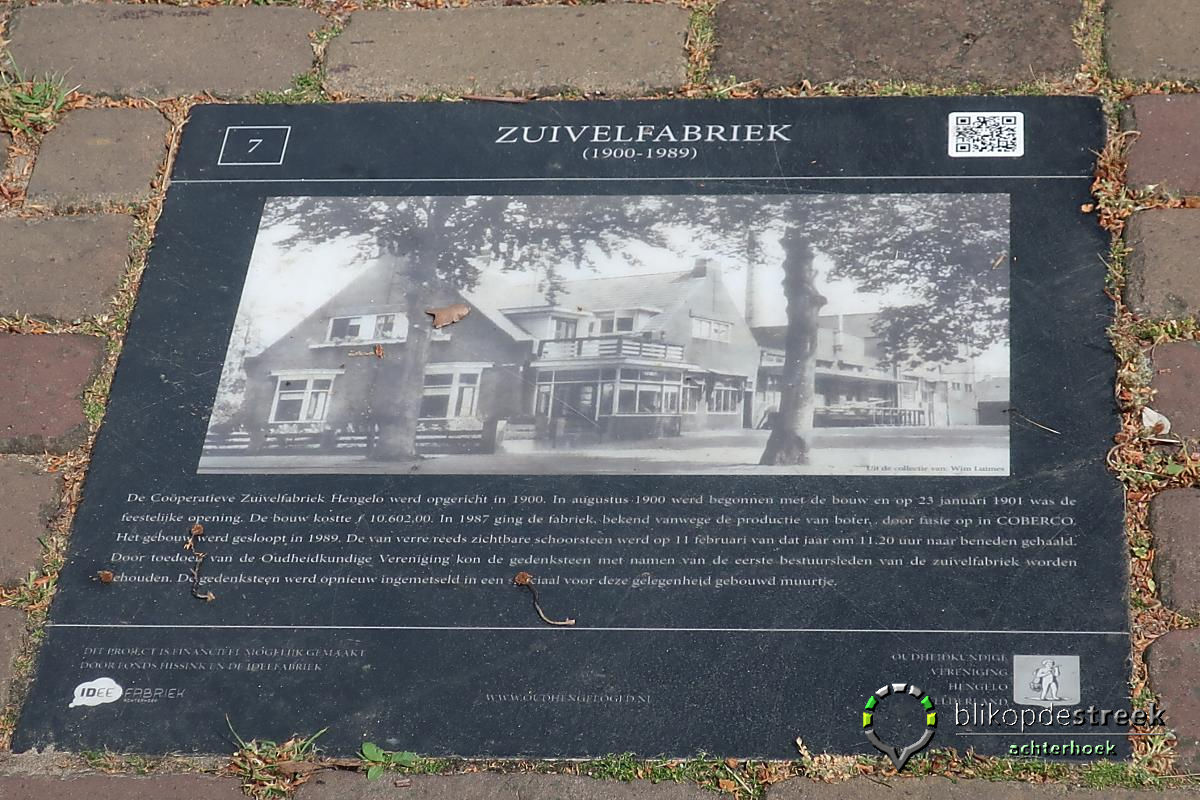 7
ZUIVELFABRIEK
(1900-1989)
Uit de collectie van: Wim Luimes
De Coöperatieve Zuivelfabriek Hengelo werd opgericht in 1900. In augustus 1900 werd begonnen met de bouw en op 23 januari 1901 was de
feestelijke opening. De bouw kostte ƒ 10.602,00. In 1987 ging de fabriek, bekend vanwege de productie van boter, door fusie op in COBERCO.
Het gebouw werd gesloopt in 1989. De van verre reeds zichtbare schoorsteen werd op 11 februari van dat jaar om 11.20 uur naar beneden gehaald.
Door toedoen van de Oudheidkundige Vereniging kon de gedenksteen met namen van de eerste bestuursleden van de zuivelfabriek worden
behouden. De gedenksteen werd opnieuw ingemetseld in een speciaal voor deze gelegenheid gebouwd muurtje.
DIT PROJECT IS FINANCIEEL MOGELIJK GEMAAKT
DOOR FONDS HISSINK EN DE IDEEFABRIEK
IDEE FABRIEK
ACHTERHOEK
OUDHEIDKUNDIGE
VERENIGING
HENGELO
blikopdestreek
achterhoek